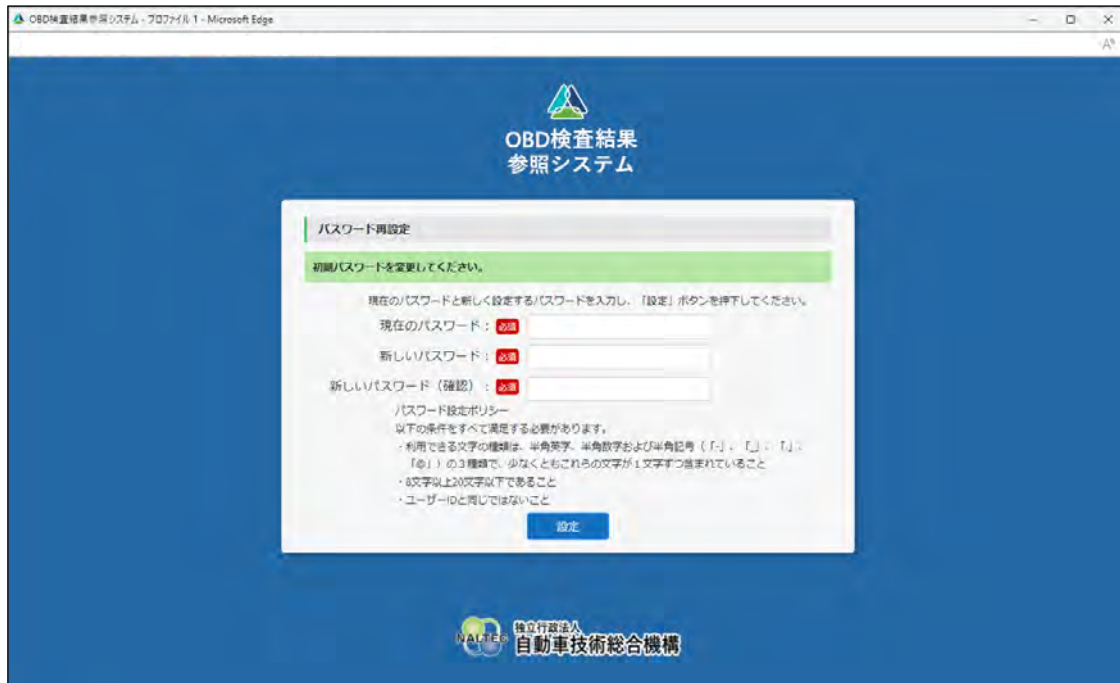 OBD検査結果参照システム - プロファイル 1 - Microsoft Edge
OBD検査結果
参照システム
パスワード再設定
初期パスワードを変更してください。
現在のパスワードと新しく設定するパスワードを入力し、「設定」ボタンを押下してください。
現在のパスワード： 必須
新しいパスワード： 必須
新しいパスワード（確認）： 必須
パスワード設定ポリシー
以下の条件をすべて満足する必要があります。
・利用できる文字の種類は、半角英字、半角数字および半角記号（「-」、「_」、「.」、
「@」）の３種類で、少なくともこれらの文字が１文字ずつ含まれていること
・8文字以上20文字以下であること
・ユーザーIDと同じではないこと
設定
NALTEC
独立行政法人
自動車技術総合機構